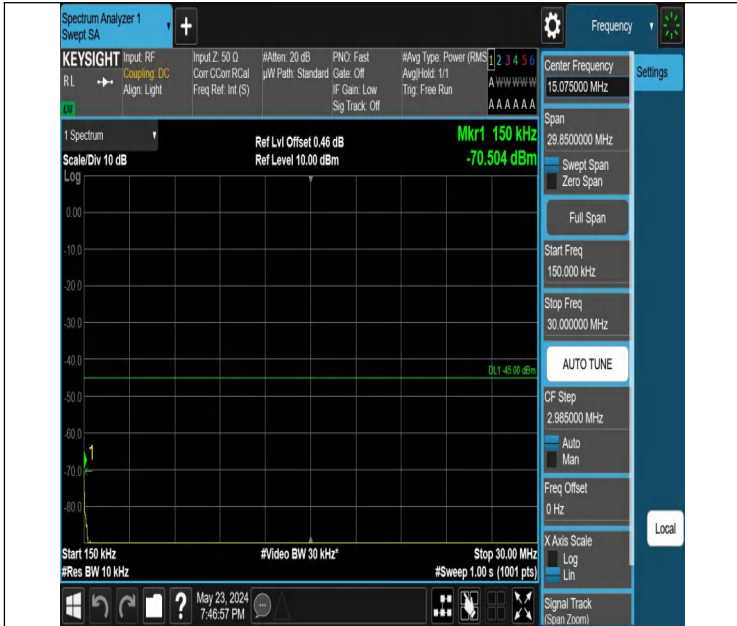 Spectrum Analyzer 1
Swept SA
+
Frequency
KEYSIGHT
RL
LXI
Input: RF
Coupling: DC
Align: Light
Input Z: 50 Ω
Corr CCorr RCal
Freq Ref: Int (S)
#Atten: 20 dB
µW Path: Standard
PNO: Fast
Gate: Off
IF Gain: Low
Sig Track: Off
#Avg Type: Power (RMS
Avg|Hold: 1/1
Trig: Free Run
1 2 3 4 5 6
A W W W W W
A A A A A A
1 Spectrum
Scale/Div 10 dB
Log
Ref Lvl Offset 0.46 dB
Ref Level 10.00 dBm
Mkr1 150 kHz
-70.504 dBm
0.00
-10.0
-20.0
-30.0
-40.0
-50.0
-60.0
-70.0
-80.0
DL1 -45.00 dBm
1
Start 150 kHz
#Res BW 10 kHz
#Video BW 30 kHz*
Stop 30.00 MHz
#Sweep 1.00 s (1001 pts)
?
May 23, 2024
7:46:57 PM
Center Frequency
15.075000 MHz
Settings
Span
29.8500000 MHz
Swept Span
Zero Span
Full Span
Start Freq
150.000 kHz
Stop Freq
30.000000 MHz
AUTO TUNE
CF Step
2.985000 MHz
Auto
Man
Freq Offset
0 Hz
Local
X Axis Scale
Log
Lin
Signal Track
(Span Zoom)